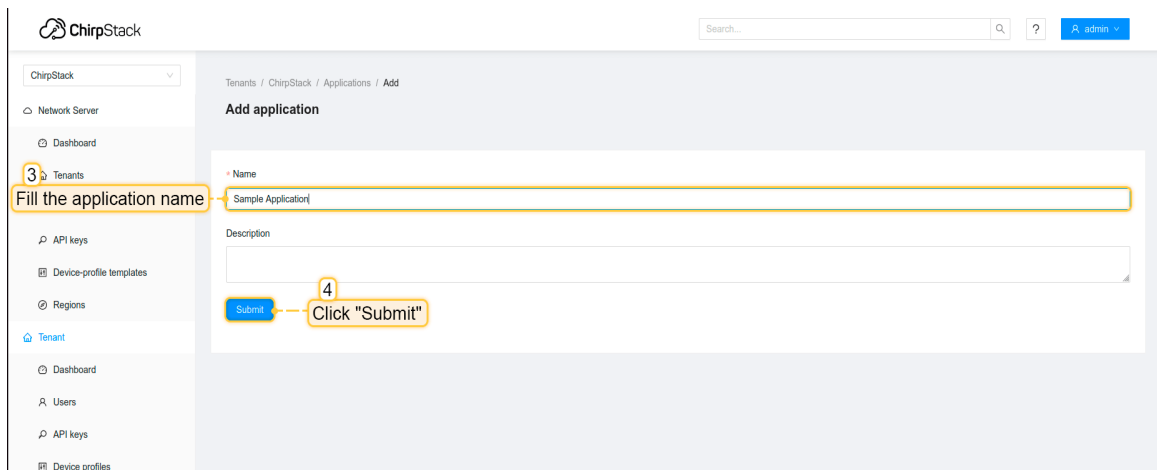 ChirpStack
Search...
?
admin
ChirpStack
Tenants / ChirpStack / Applications / Add
Network Server
Add application
Dashboard
3
Tenants
* Name
Fill the application name
Sample Application
Description
API keys
Device-profile templates
4
Regions
Submit
Click "Submit"
Tenant
Dashboard
Users
API keys
Device profiles